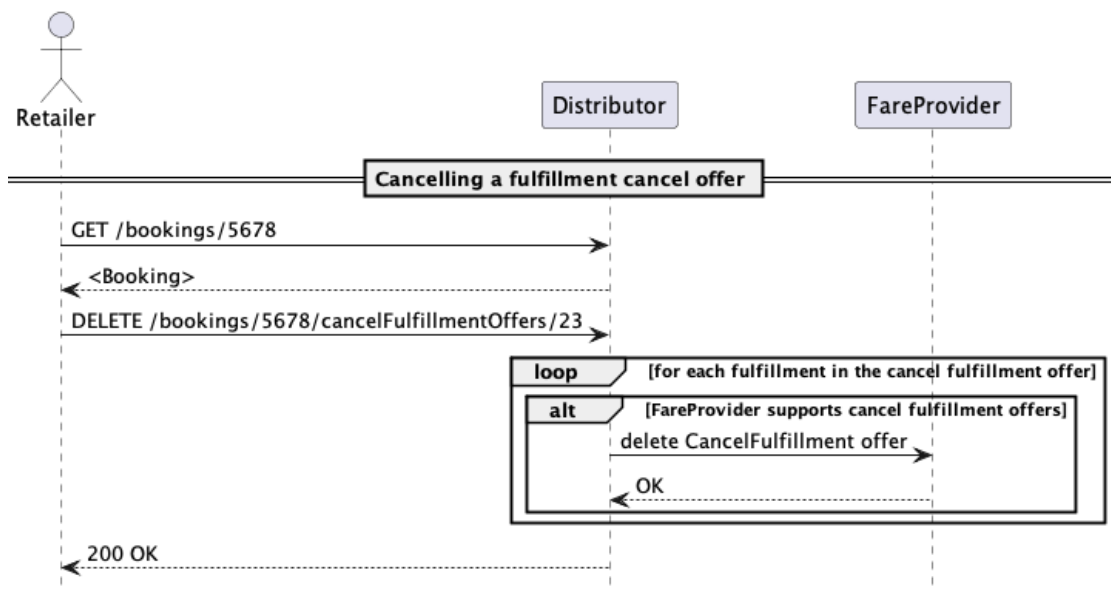 Retailer
Distributor
FareProvider
Cancelling a fulfillment cancel offer
GET /bookings/5678
<Booking>
DELETE /bookings/5678/cancelFulfillmentOffers/23
loop [for each fulfillment in the cancel fulfillment offer]
alt [FareProvider supports cancel fulfillment offers]
delete CancelFulfillment offer
OK
200 OK